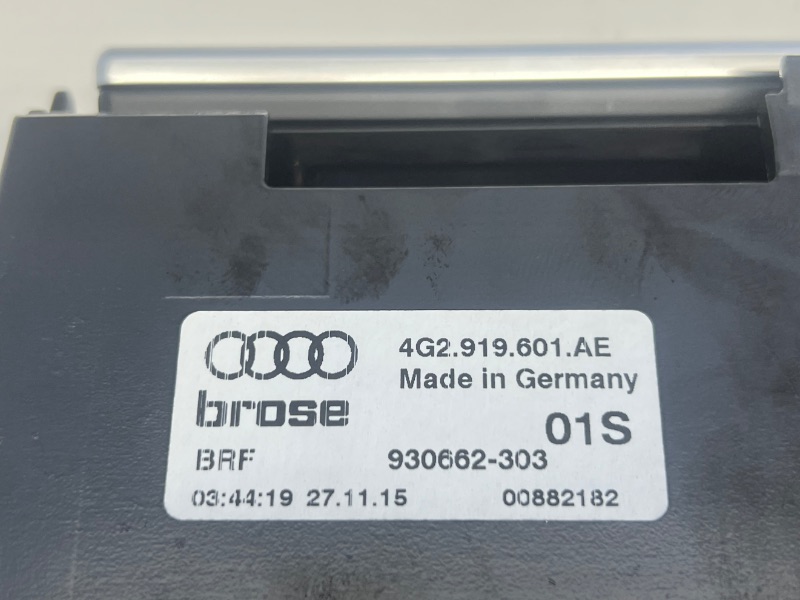 4G2.919.601.AE
Made in Germany
brose
01S
BRF 930662-303
03:44:19 27.11.15 00882182